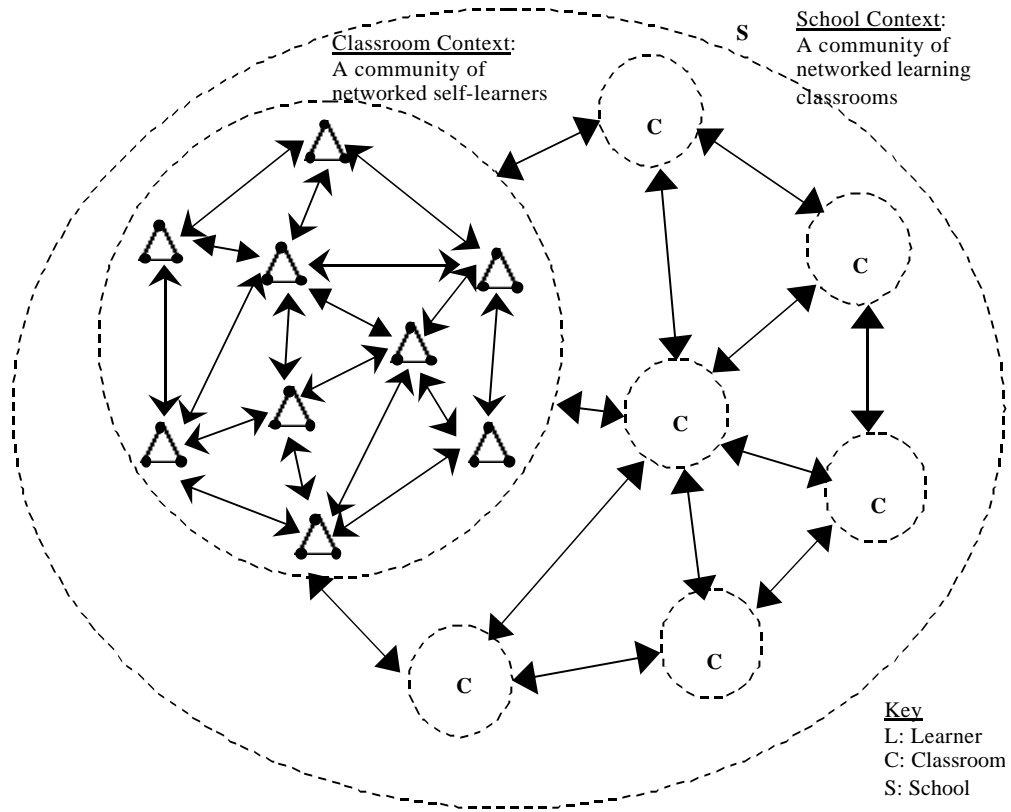 Classroom Context:
A community of
networked self-learners
S
School Context:
A community of
networked learning
classrooms
C
C
C
C
C
C
Key
L: Learner
C: Classroom
S: School